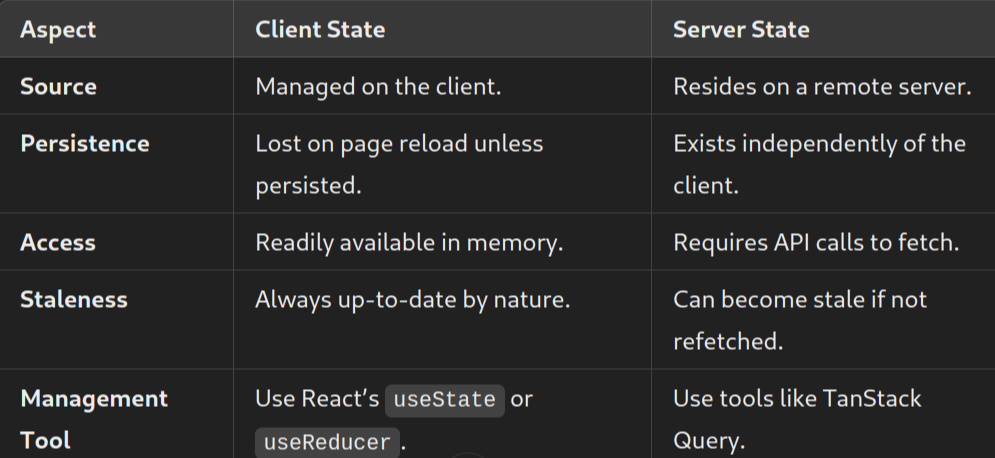 Aspect Client State Server State
Source Managed on the client. Resides on a remote server.
Persistence Lost on page reload unless persisted. Exists independently of the client.
Access Readily available in memory. Requires API calls to fetch.
Staleness Always up-to-date by nature. Can become stale if not refetched.
Management Tool Use React’s useState or useReducer. Use tools like TanStack Query.